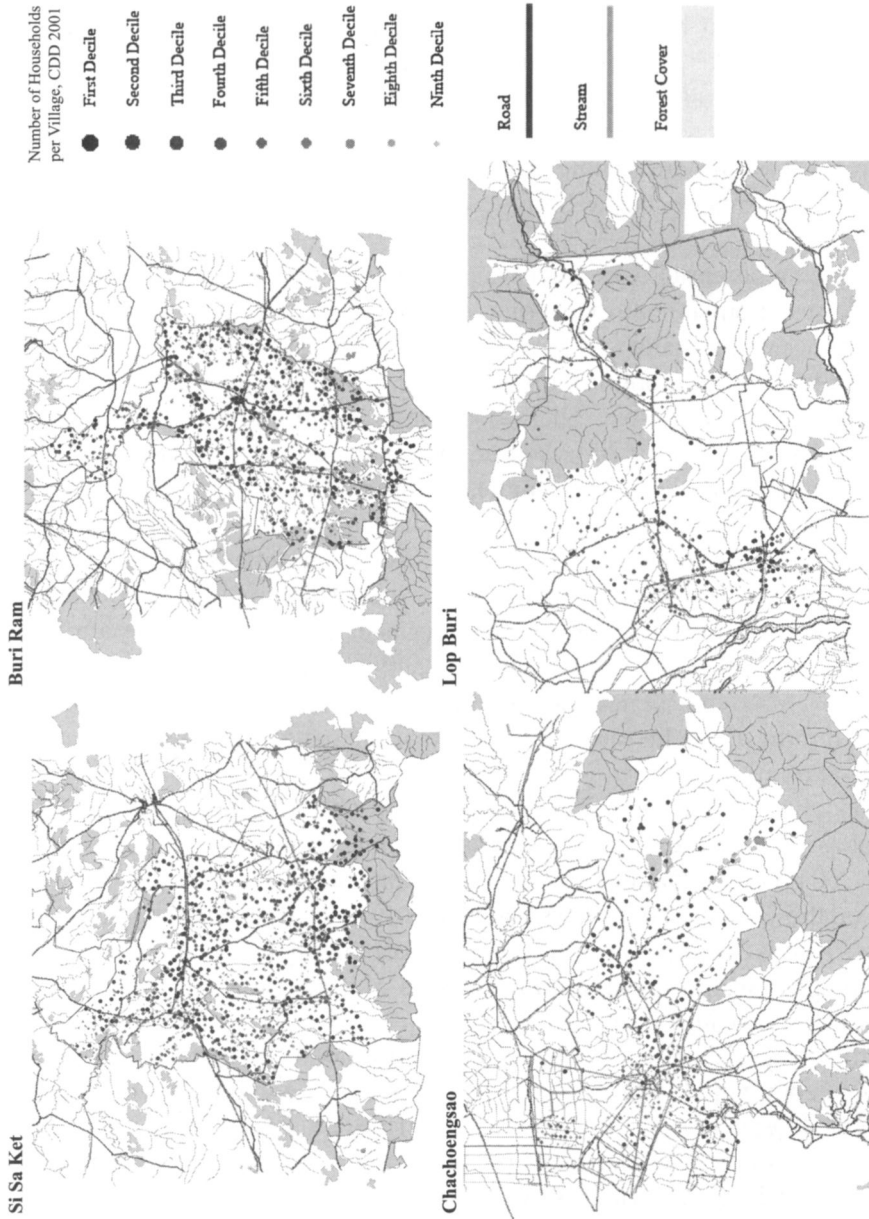 Si Sa Ket
Buri Ram
Number of Households
per Village, CDD 2001
First Decile
Second Decile
Third Decile
Fourth Decile
Fifth Decile
Sixth Decile
Seventh Decile
Eighth Decile
Ninth Decile
Chachoengsao
Lop Buri
Road
Stream
Forest Cover